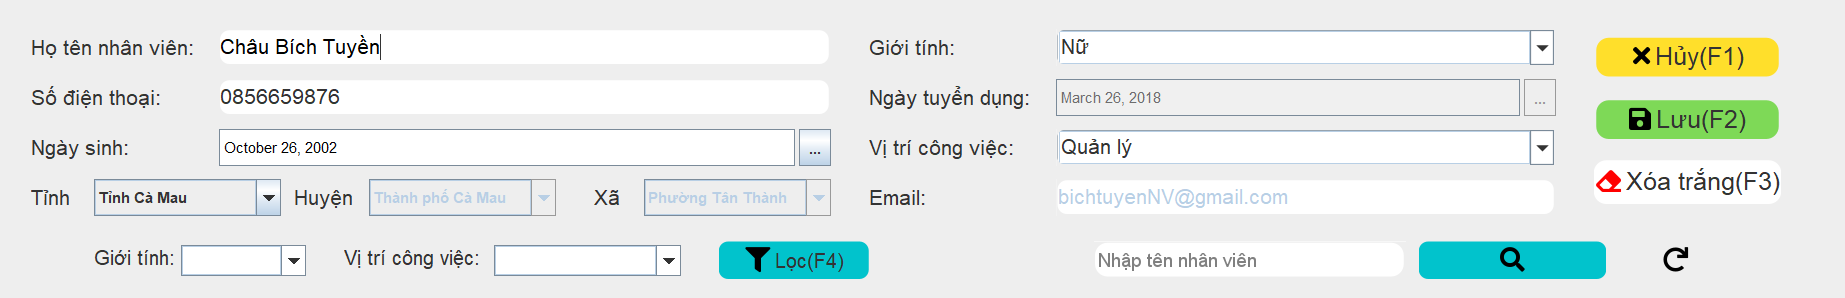 Họ tên nhân viên: Châu Bích Tuyền Giới tính: Nữ Hủy(F1)
Số điện thoại: 0856659876 Ngày tuyển dụng: March 26, 2018 ...
Lưu(F2)
Ngày sinh: October 26, 2002 ... Vị trí công việc: Quản lý
Tỉnh Tỉnh Cà Mau Huyện Thành phố Cà Mau Xã Phường Tân Thành Email: bichtuyenNV@gmail.com Xóa trắng(F3)
Giới tính: Vị trí công việc: Lọc(F4) Nhập tên nhân viên